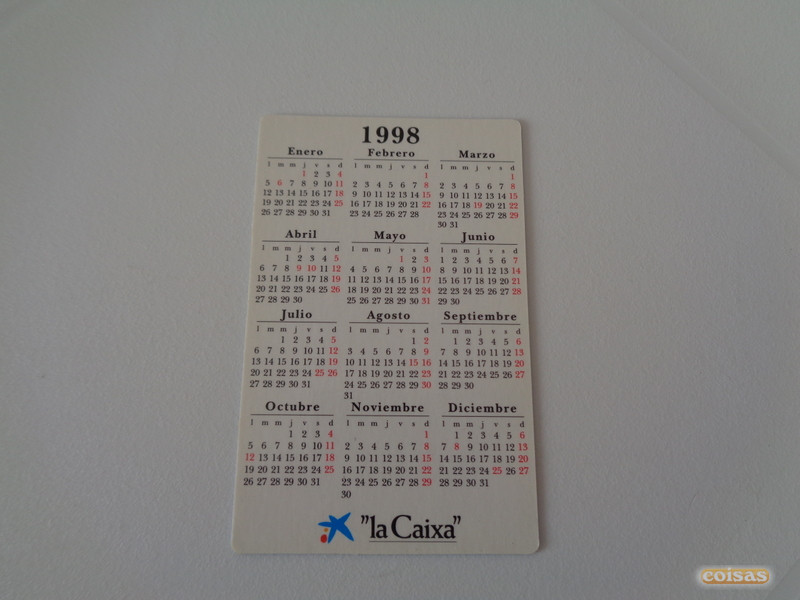 1998
Enero Febrero Marzo
l m m j v s d l m m j v s d l m m j v s d
1 2 3 4 1 1
5 6 7 8 9 10 11 2 3 4 5 6 7 8 2 3 4 5 6 7 8
12 13 14 15 16 17 18 9 10 11 12 13 14 15 9 10 11 12 13 14 15
19 20 21 22 23 24 25 16 17 18 19 20 21 22 16 17 18 19 20 21 22
26 27 28 29 30 31 23 24 25 26 27 28 23 24 25 26 27 28 29
30 31
Abril Mayo Junio
l m m j v s d l m m j v s d l m m j v s d
1 2 3 4 5 1 2 3 1 2 3 4 5 6 7
6 7 8 9 10 11 12 4 5 6 7 8 9 10 8 9 10 11 12 13 14
13 14 15 16 17 18 19 11 12 13 14 15 16 17 15 16 17 18 19 20 21
20 21 22 23 24 25 26 18 19 20 21 22 23 24 22 23 24 25 26 27 28
27 28 29 30 25 26 27 28 29 30 31 29 30
Julio Agosto Septiembre
l m m j v s d l m m j v s d l m m j v s d
1 2 3 4 5 1 2 1 2 3 4 5 6
6 7 8 9 10 11 12 3 4 5 6 7 8 9 7 8 9 10 11 12 13
13 14 15 16 17 18 19 10 11 12 13 14 15 16 14 15 16 17 18 19 20
20 21 22 23 24 25 26 17 18 19 20 21 22 23 21 22 23 24 25 26 27
27 28 29 30 31 24 25 26 27 28 29 30 28 29 30
31
Octubre Noviembre Diciembre
l m m j v s d l m m j v s d l m m j v s d
1 2 3 4 1 1 2 3 4 5 6
5 6 7 8 9 10 11 2 3 4 5 6 7 8 7 8 9 10 11 12 13
12 13 14 15 16 17 18 9 10 11 12 13 14 15 14 15 16 17 18 19 20
19 20 21 22 23 24 25 16 17 18 19 20 21 22 21 22 23 24 25 26 27
26 27 28 29 30 31 23 24 25 26 27 28 29 28 29 30 31
30
"la Caixa"
coisas